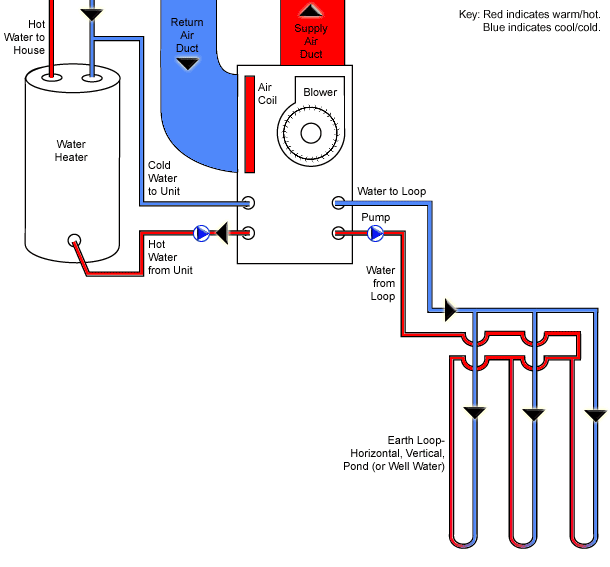 Key: Red indicates warm/hot.
Blue indicates cool/cold.
Hot
Water to
House
Return
Air
Duct
Supply
Air
Duct
Air
Coil
Blower
Water
Heater
Cold
Water
to Unit
Water to Loop
Pump
Hot
Water
from Unit
Water
from
Loop
Earth Loop-
Horizontal, Vertical,
Pond (or Well Water)